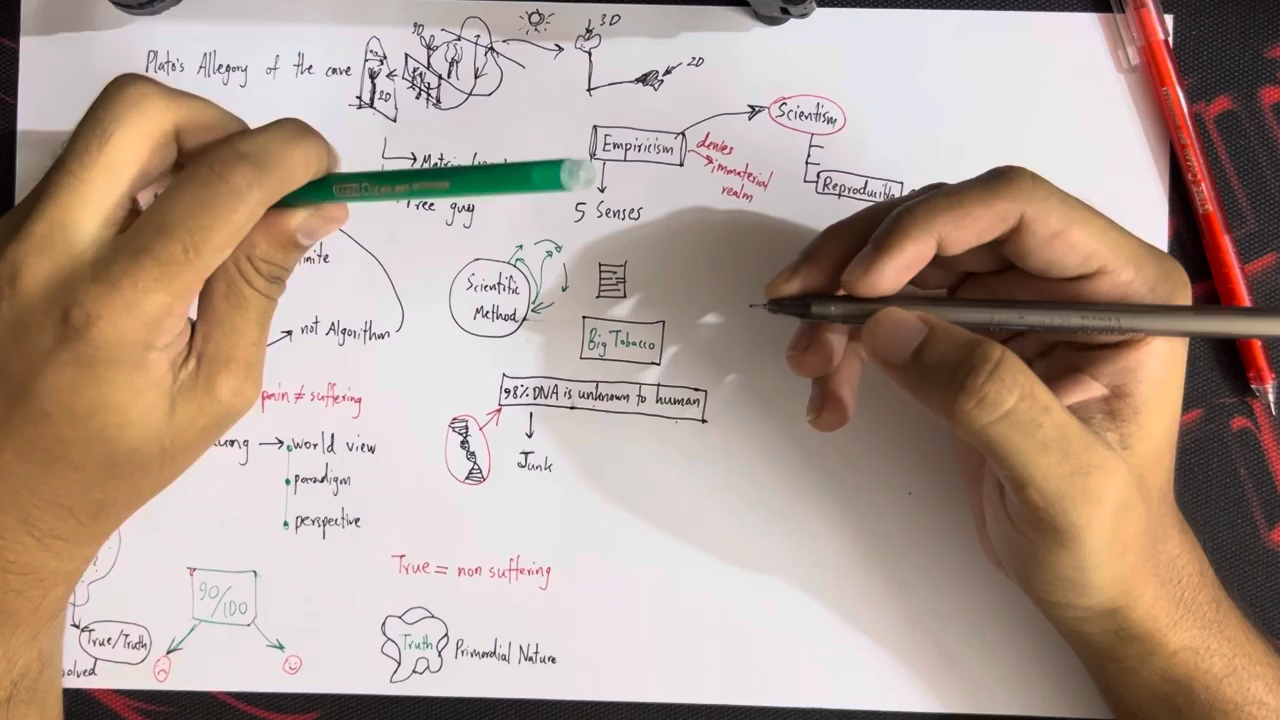 Plato's Allegory of the cave
3D
2D
3D
2D
Empiricism
denies
immaterial
realm
Scientism
5 Senses
guy
not Algorithm
Scientific
Method
Big Tobacco
98% DNA is unknown to human
Junk
pain ≠ suffering
world view
paradigm
perspective
True = non suffering
90/100
True/Truth
Truth
Primordial Nature